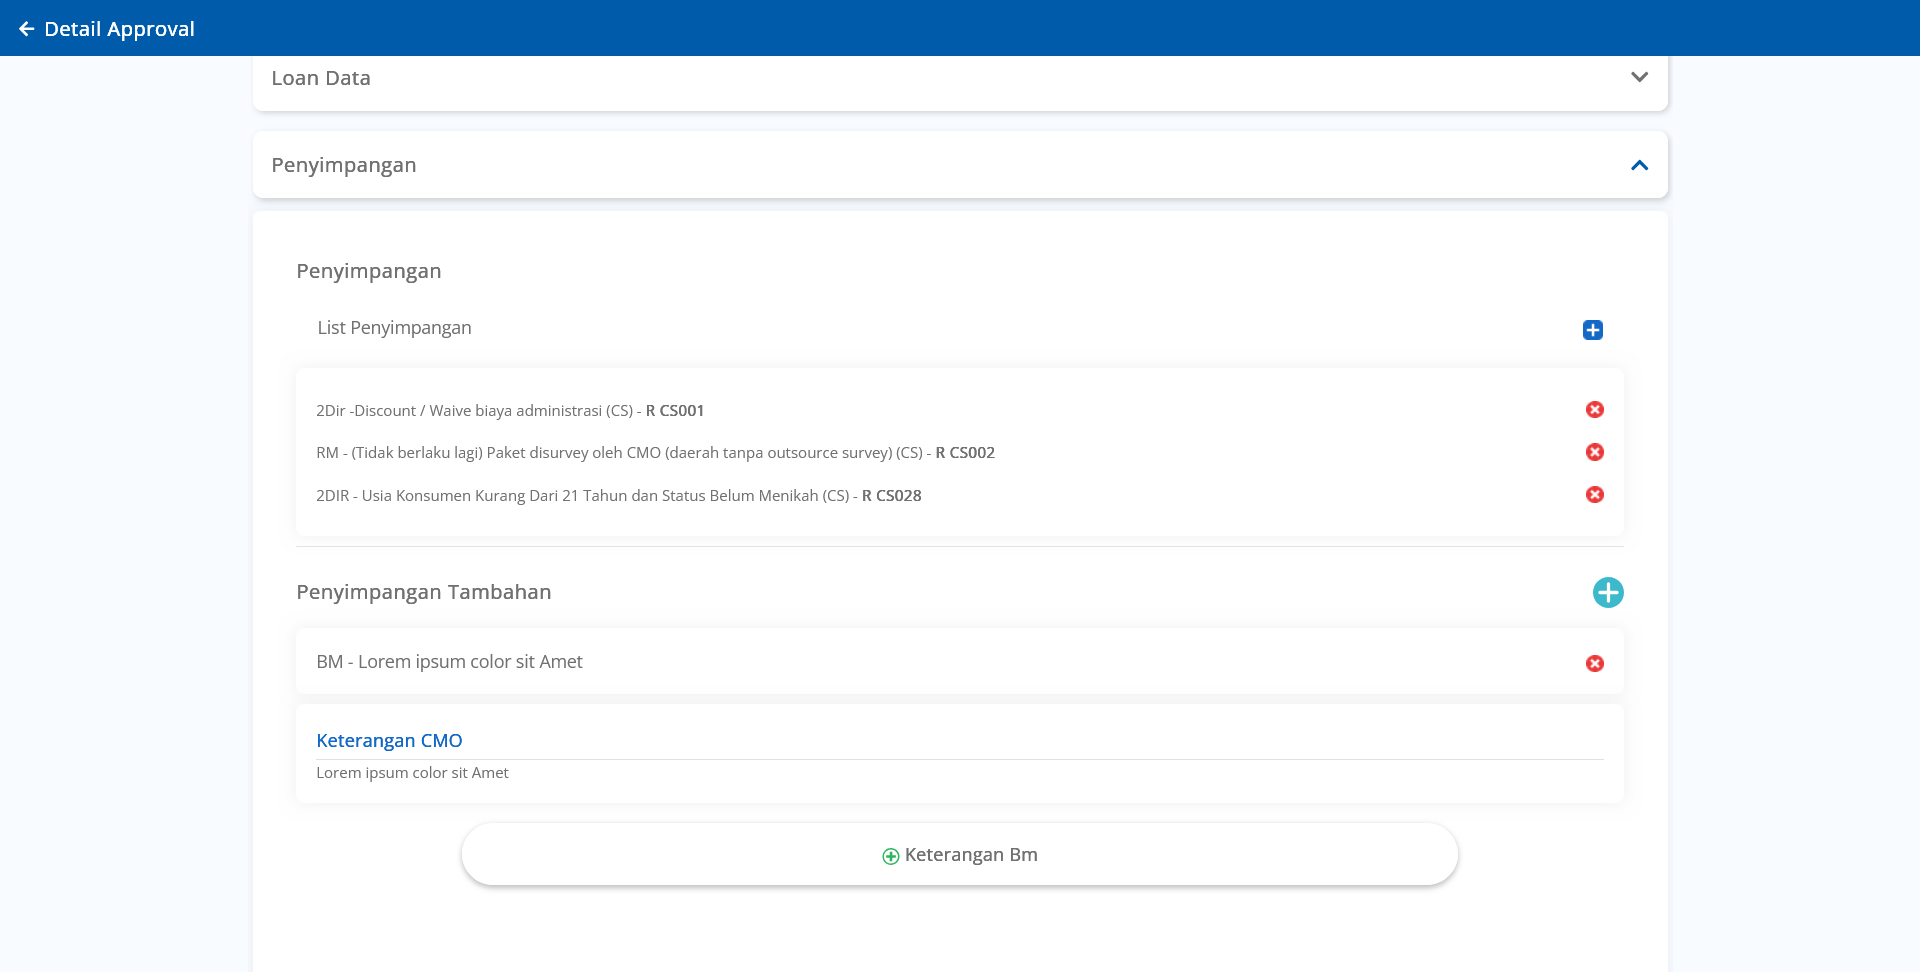 Detail Approval
Loan Data
Penyimpangan
Penyimpangan
List Penyimpangan
2Dir -Discount / Waive biaya administrasi (CS) - R CS001
RM - (Tidak berlaku lagi) Paket disurvey oleh CMO (daerah tanpa outsource survey) (CS) - R CS002
2DIR - Usia Konsumen Kurang Dari 21 Tahun dan Status Belum Menikah (CS) - R CS028
Penyimpangan Tambahan
BM - Lorem ipsum color sit Amet
Keterangan CMO
Lorem ipsum color sit Amet
Keterangan Bm